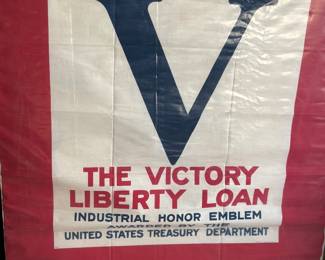 V
THE VICTORY
LIBERTY LOAN
INDUSTRIAL HONOR EMBLEM
AWARDED BY THE
UNITED STATES TREASURY DEPARTMENT